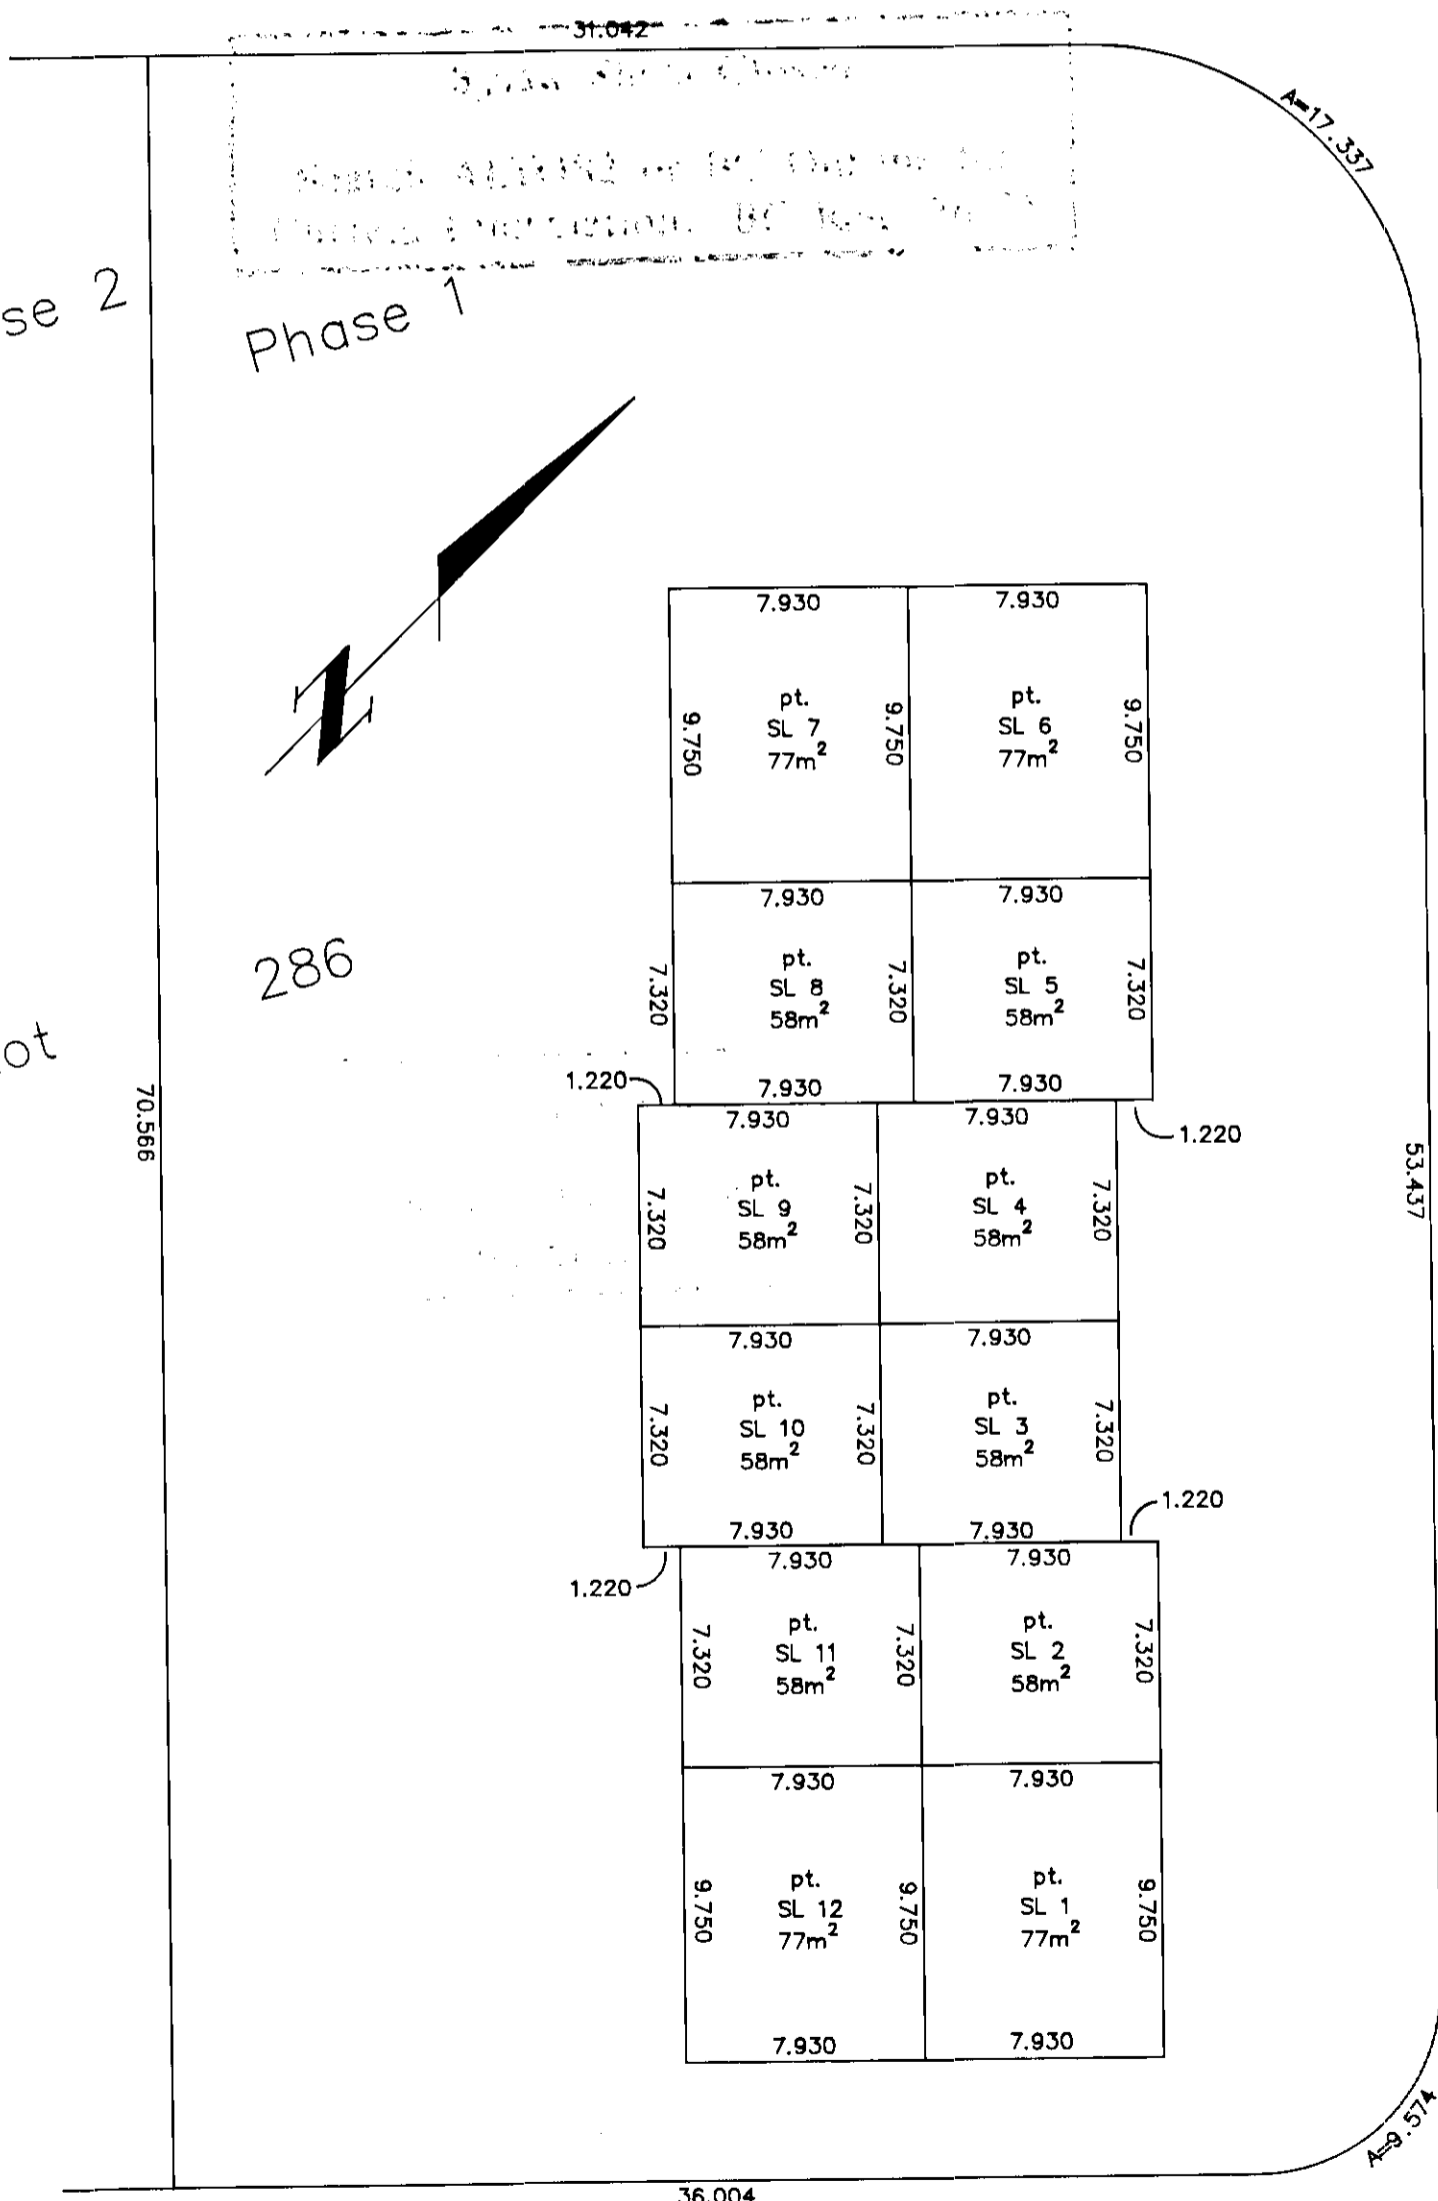 31.042
A=17.337
se 2
Phase 1
N
7.930
7.930
9.750
pt.
SL 7
77m²
9.750
pt.
SL 6
77m²
9.750
7.930
7.930
286
7.320
pt.
SL 8
58m²
7.320
pt.
SL 5
58m²
7.320
ot
70.566
1.220
7.930
7.930
7.930
7.930
1.220
53.437
7.320
pt.
SL 9
58m²
7.320
pt.
SL 4
58m²
7.320
7.930
7.930
7.320
pt.
SL 10
58m²
7.320
pt.
SL 3
58m²
7.320
1.220
7.930
7.930
7.930
7.930
1.220
7.320
pt.
SL 11
58m²
7.320
pt.
SL 2
58m²
7.320
7.930
7.930
9.750
pt.
SL 12
77m²
9.750
pt.
SL 1
77m²
9.750
7.930
7.930
A=9.574
36.004